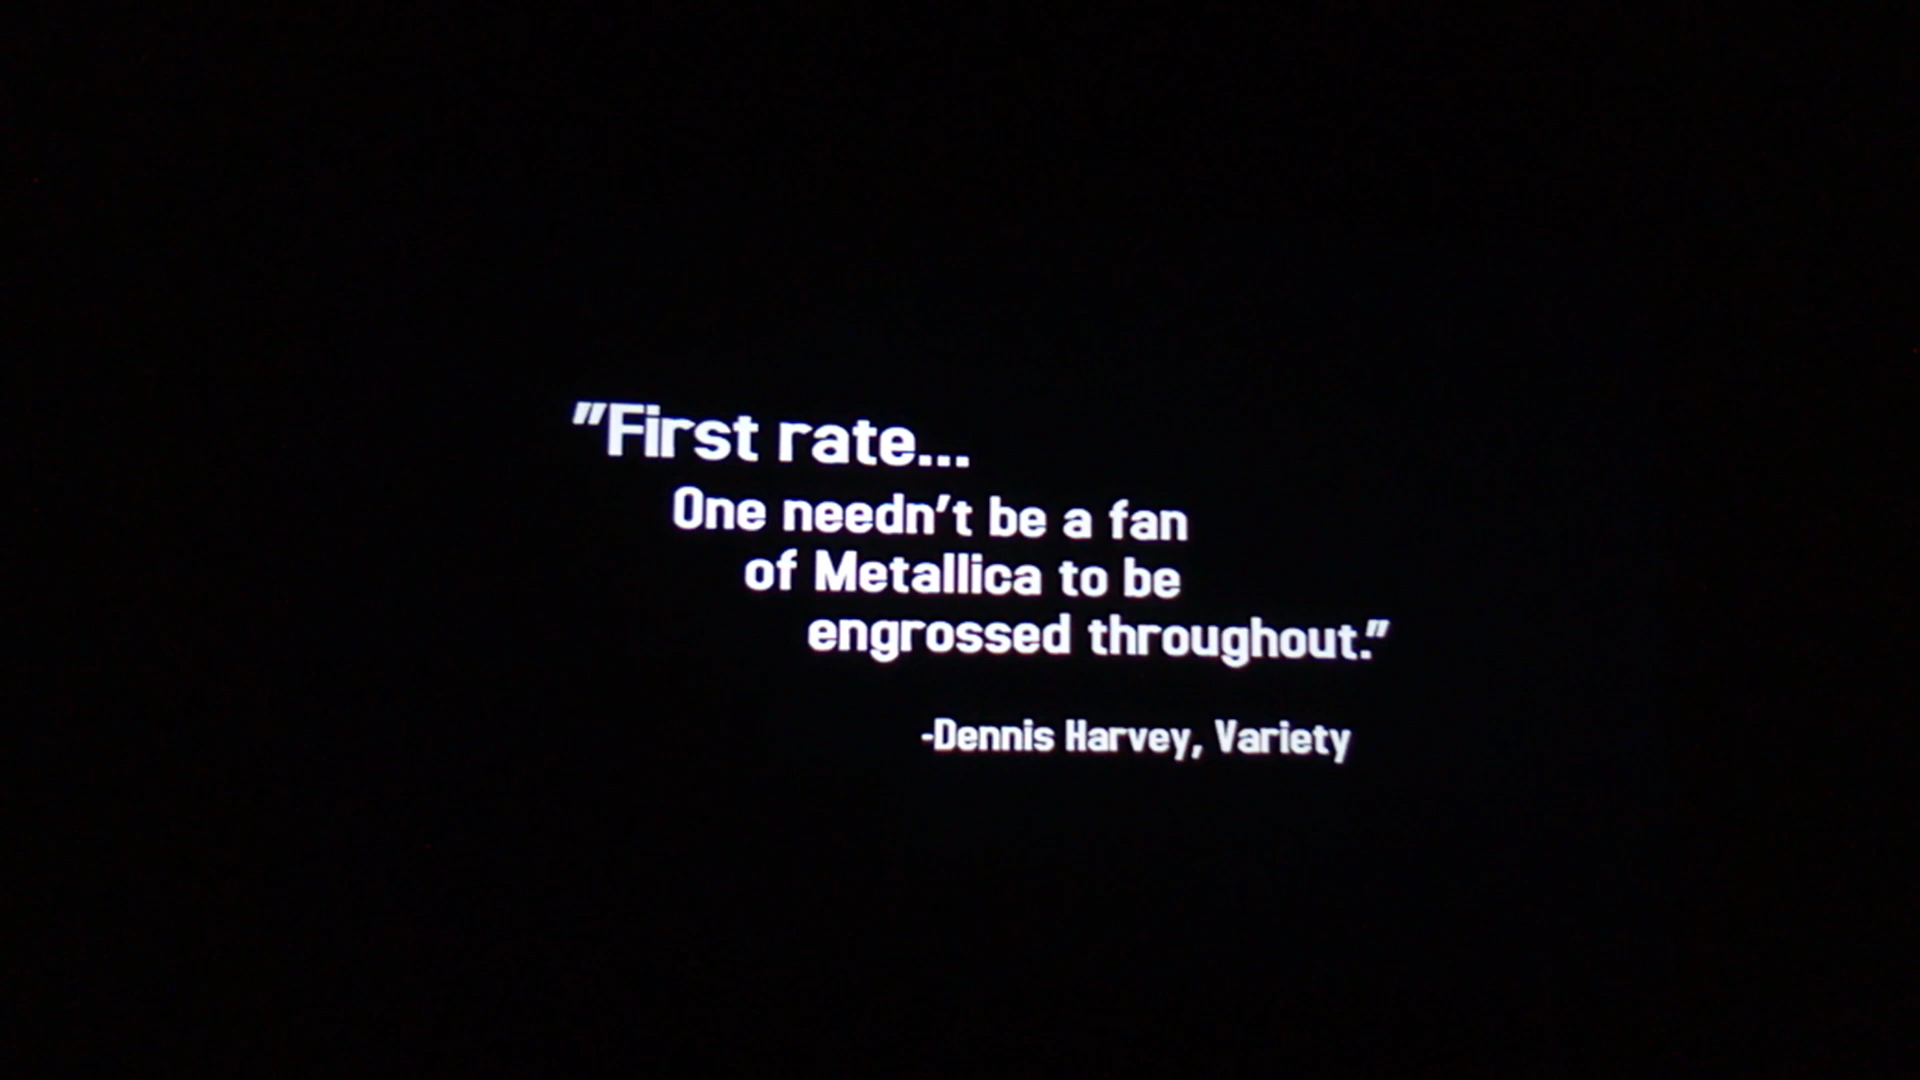 "First rate...
One needn't be a fan
of Metallica to be
engrossed throughout."
-Dennis Harvey, Variety